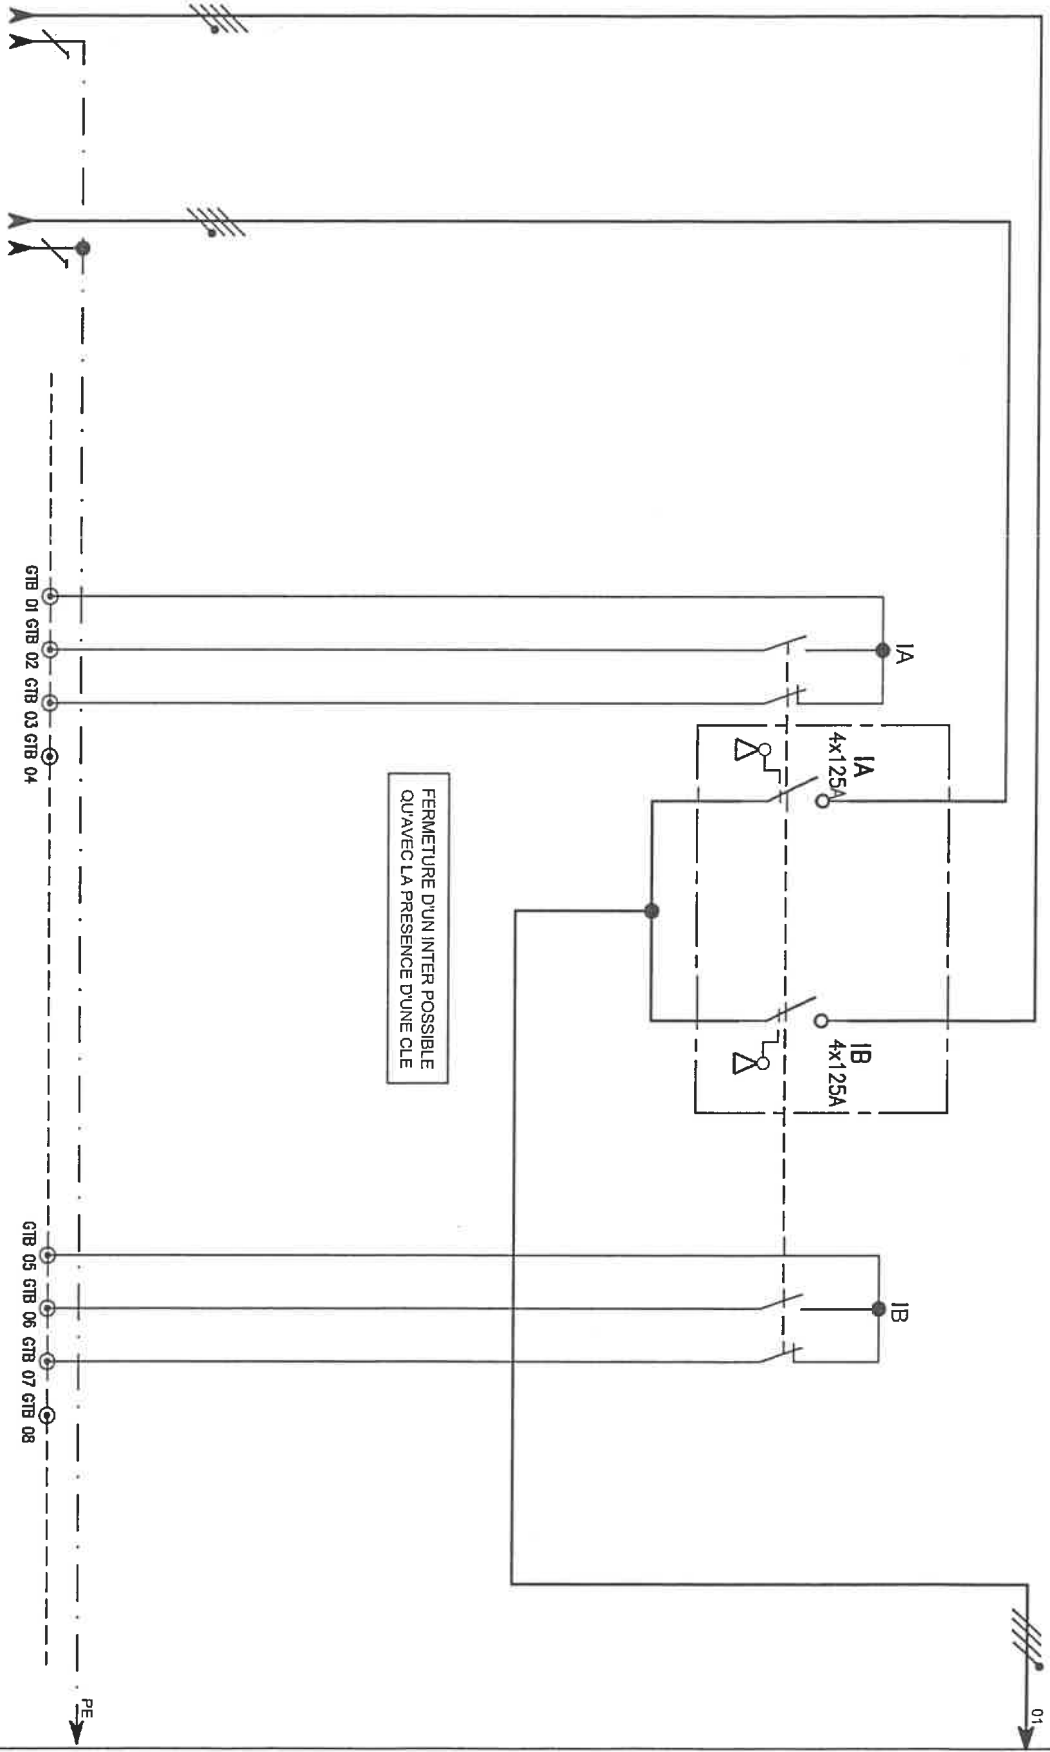 01
IA
IA
4x125A
IB
4x125A
IB
FERMETURE D'UN INTER POSSIBLE
QU'AVEC LA PRESENCE D'UNE CLE
GTB 01 GTB 02 GTB 03 GTB 04
GTB 05 GTB 06 GTB 07 GTB 08
PE